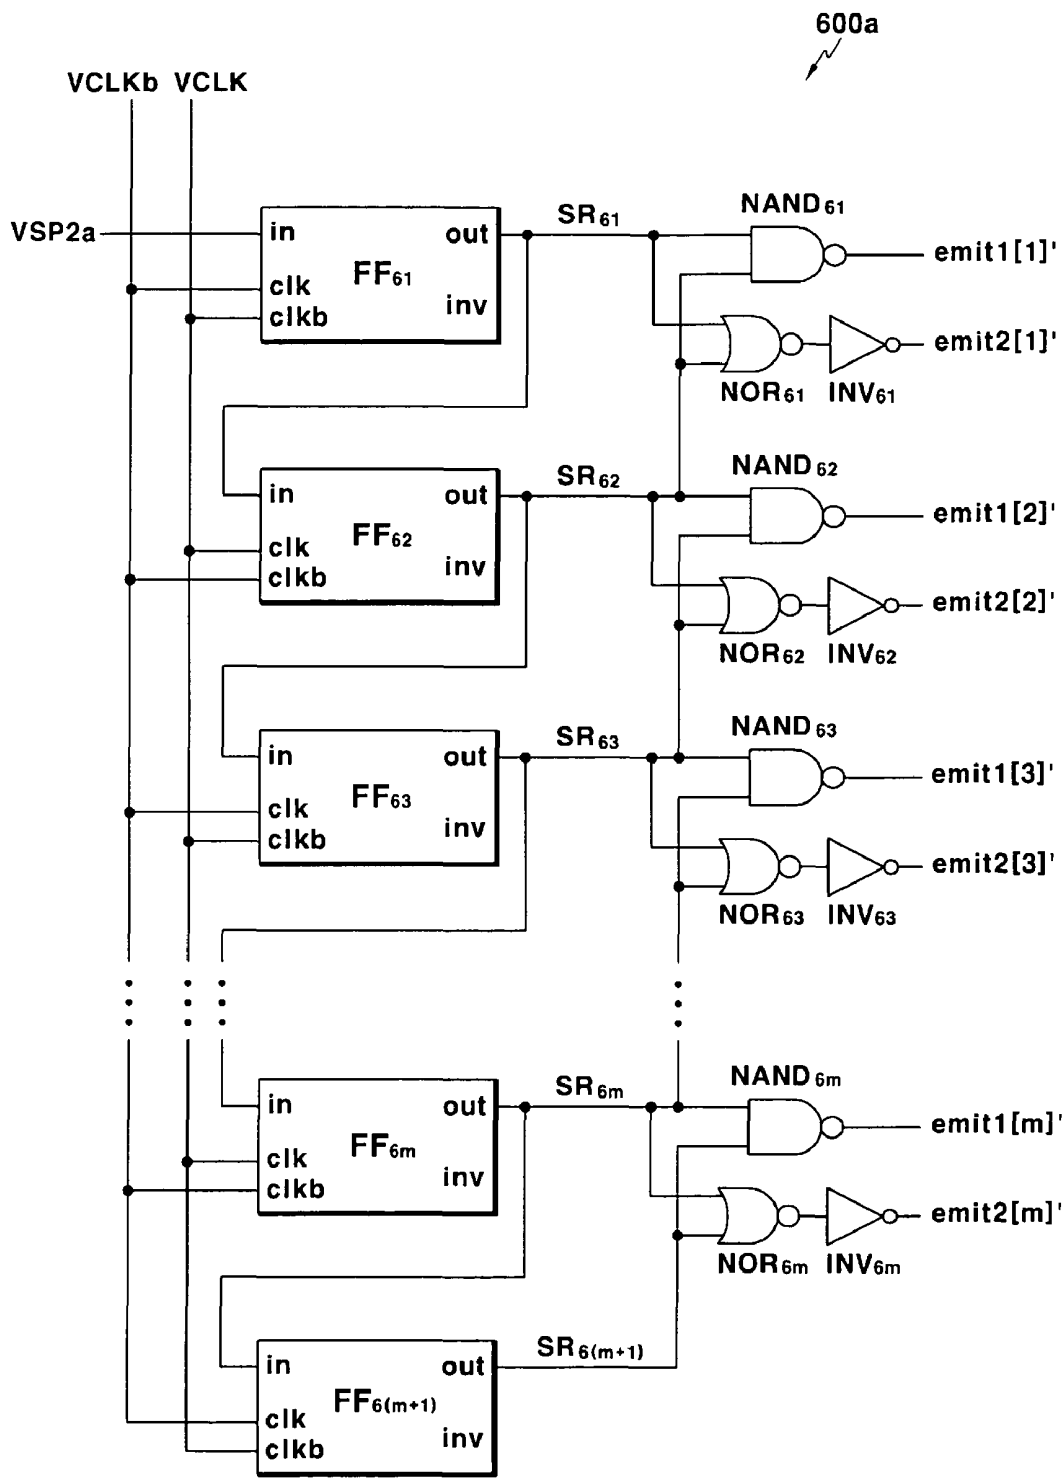 600a
VCLKb VCLK
VSP2a
in
out
FF61
clk
clkb
inv
SR61
NAND61
emit1[1]'
emit2[1]'
NOR61
INV61
in
out
FF62
clk
clkb
inv
SR62
NAND62
emit1[2]'
emit2[2]'
NOR62
INV62
in
out
FF63
clk
clkb
inv
SR63
NAND63
emit1[3]'
emit2[3]'
NOR63
INV63
in
out
FF6m
clk
clkb
inv
SR6m
NAND6m
emit1[m]'
emit2[m]'
NOR6m
INV6m
in
out
FF6(m+1)
clk
clkb
inv
SR6(m+1)